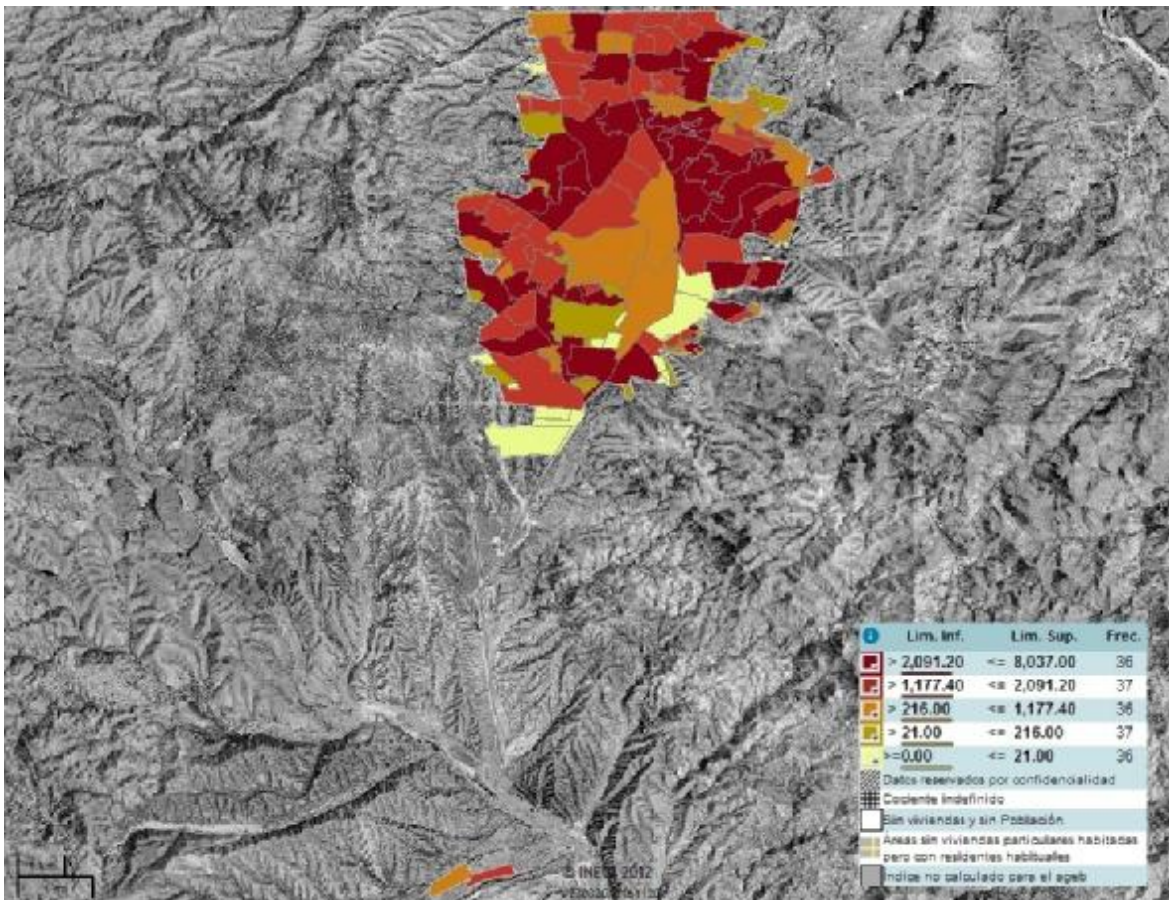 © INEGI 2012
Lim. Inf. Lim. Sup. Frec.
> 2,091.20 <= 8,037.00 36
> 1,177.40 <= 2,091.20 37
> 216.00 <= 1,177.40 36
> 21.00 <= 216.00 37
>=0.00 <= 21.00 36
Datos reservados por confidencialidad
Cociente Indefinido
Sin viviendas y sin Población
Areas sin viviendas particulares habitadas
pero con residentes habituales
Indice no calculado para el ageb